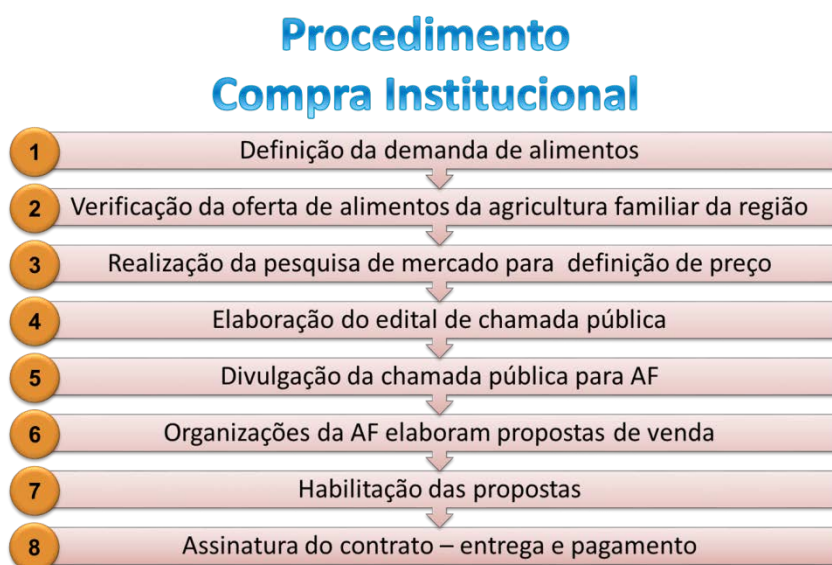 Procedimento
Compra Institucional
1 Definição da demanda de alimentos
2 Verificação da oferta de alimentos da agricultura familiar da região
3 Realização da pesquisa de mercado para definição de preço
4 Elaboração do edital de chamada pública
5 Divulgação da chamada pública para AF
6 Organizações da AF elaboram propostas de venda
7 Habilitação das propostas
8 Assinatura do contrato – entrega e pagamento